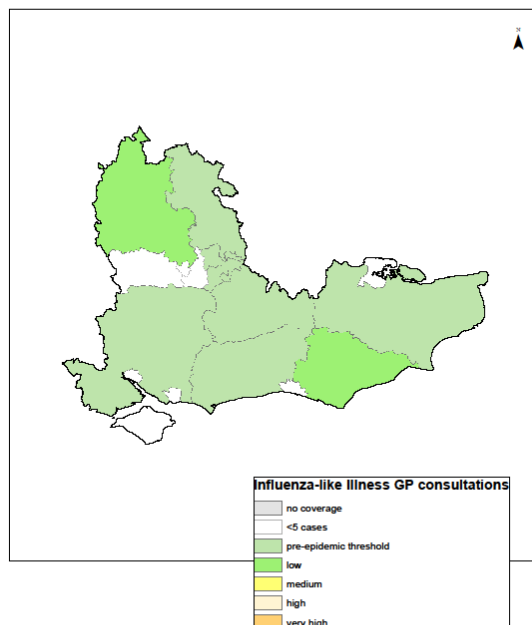 N
Influenza-like Illness GP consultations
no coverage
<5 cases
pre-epidemic threshold
low
medium
high
very high